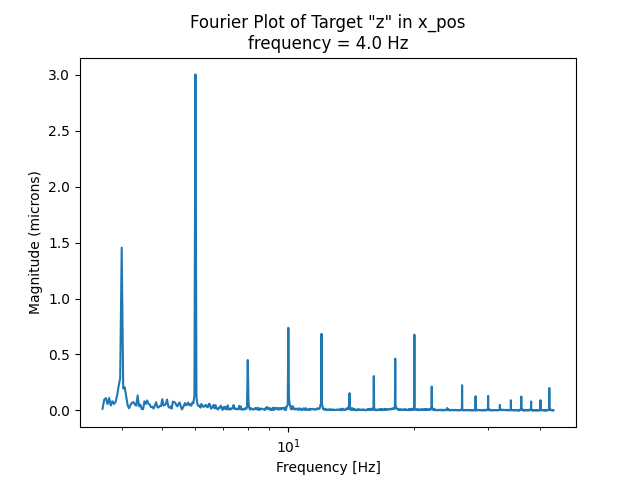 Fourier Plot of Target "z" in x_pos
frequency = 4.0 Hz
3.0
2.5
2.0
1.5
1.0
0.5
0.0
Magnitude (microns)
10¹
Frequency [Hz]